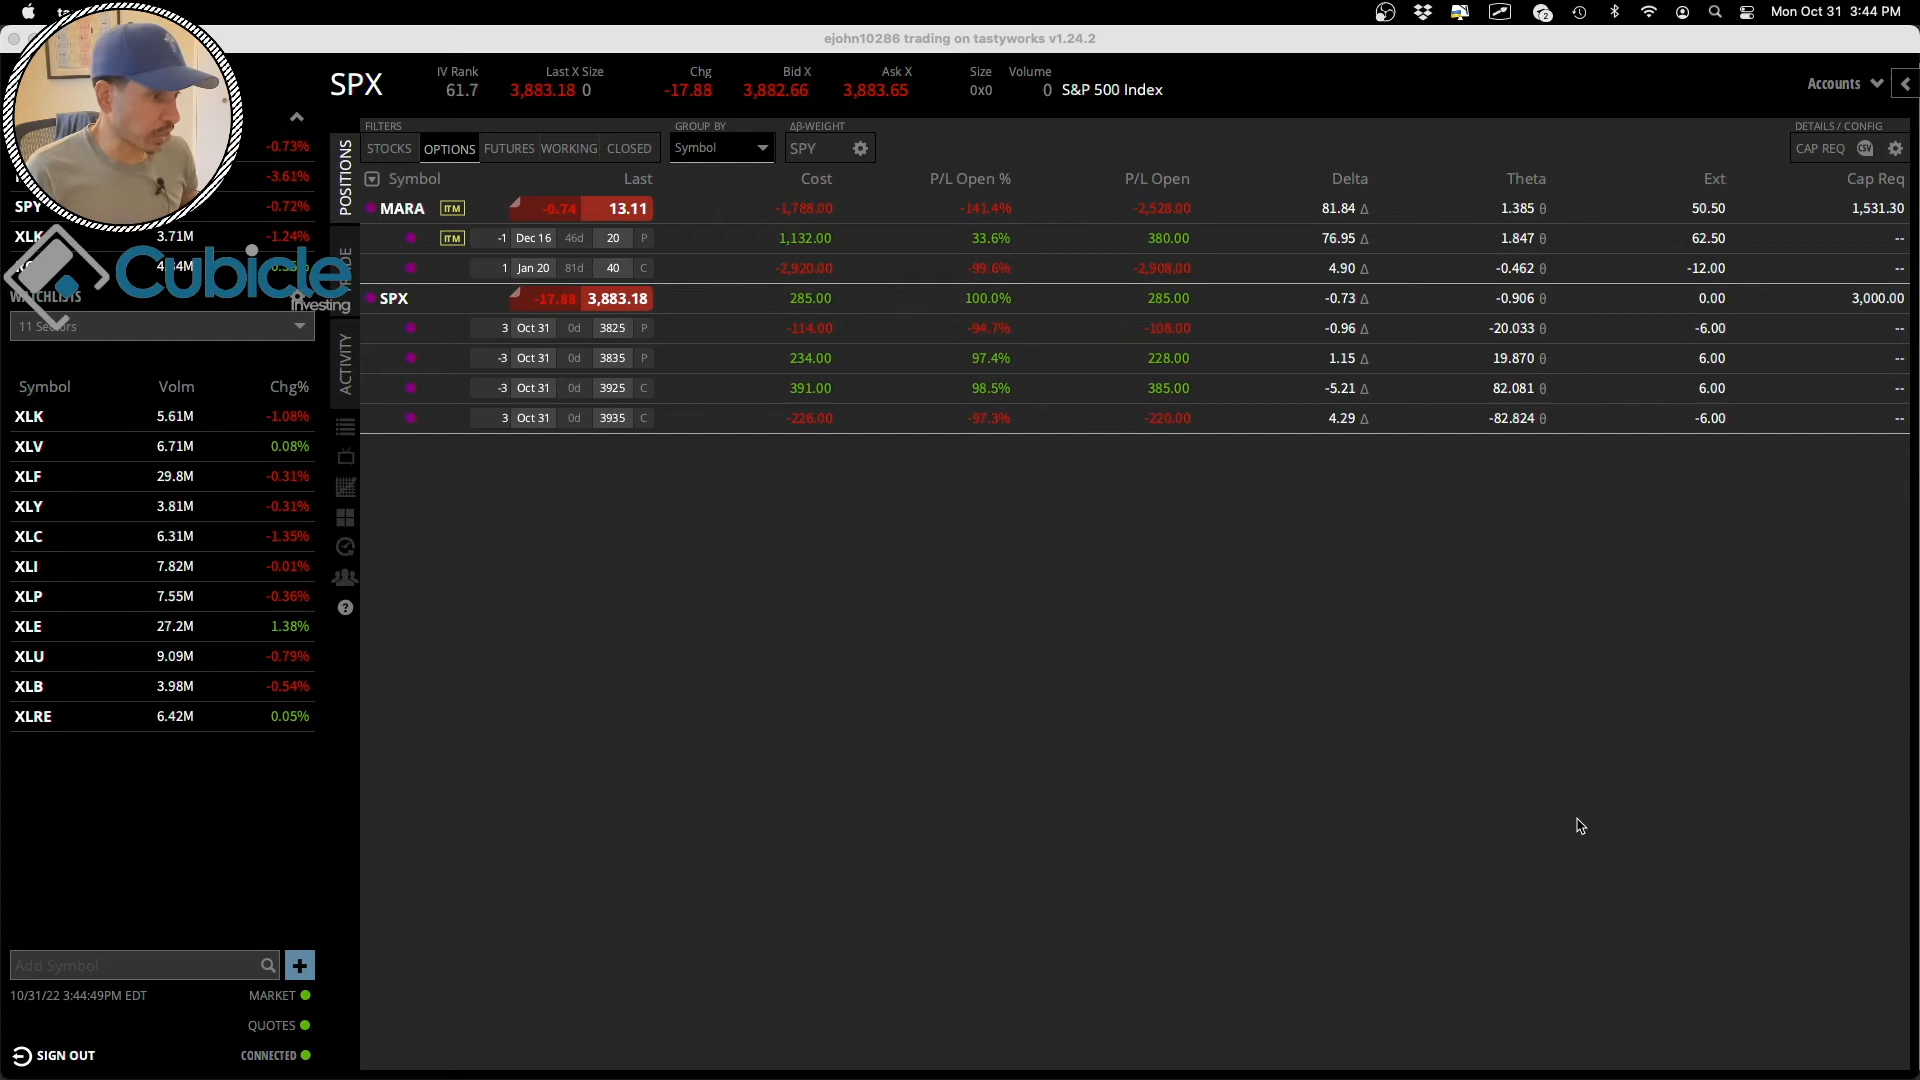 Mon Oct 31 3:44 PM
ejohn10286 trading on tastyworks v1.24.2
SPX
IV Rank 61.7
Last X Size 3,883.18 0
Chg -17.88
Bid X 3,882.66
Ask X 3,883.65
Size 0x0
Volume 0
S&P 500 Index
Accounts
-0.73%
-3.61%
SPY -0.72%
XLK 3.71M -1.24%
Cubicle
investing
WATCHLISTS
11 Sectors
Symbol Volm Chg%
XLK 5.61M -1.08%
XLV 6.71M 0.08%
XLF 29.8M -0.31%
XLY 3.81M -0.31%
XLC 6.31M -1.35%
XLI 7.82M -0.01%
XLP 7.55M -0.36%
XLE 27.2M 1.38%
XLU 9.09M -0.79%
XLB 3.98M -0.54%
XLRE 6.42M 0.05%
Add Symbol
10/31/22 3:44:49PM EDT MARKET
QUOTES
SIGN OUT CONNECTED
POSITIONS
ACTIVITY
FILTERS GROUP BY Δβ-WEIGHT DETAILS / CONFIG
STOCKS OPTIONS FUTURES WORKING CLOSED Symbol SPY CAP REQ CSV
Symbol Last Cost P/L Open % P/L Open Delta Theta Ext Cap Req
MARA ITM -0.74 13.11 -1,788.00 -141.4% -2,528.00 81.84 Δ 1.385 θ 50.50 1,531.30
ITM -1 Dec 16 46d 20 P 1,132.00 33.6% 380.00 76.95 Δ 1.847 θ 62.50 --
1 Jan 20 81d 40 C -2,920.00 -99.6% -2,908.00 4.90 Δ -0.462 θ -12.00 --
SPX -17.88 3,883.18 285.00 100.0% 285.00 -0.73 Δ -0.906 θ 0.00 3,000.00
3 Oct 31 0d 3825 P -114.00 -94.7% -108.00 -0.96 Δ -20.033 θ -6.00 --
-3 Oct 31 0d 3835 P 234.00 97.4% 228.00 1.15 Δ 19.870 θ 6.00 --
-3 Oct 31 0d 3925 C 391.00 98.5% 385.00 -5.21 Δ 82.081 θ 6.00 --
3 Oct 31 0d 3935 C -226.00 -97.3% -220.00 4.29 Δ -82.824 θ -6.00 --